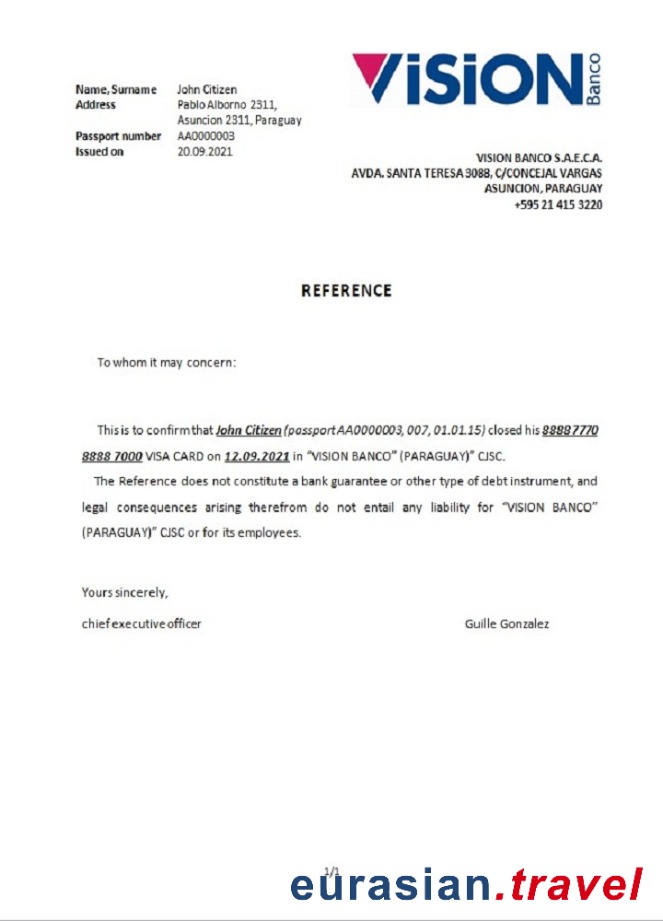 ViSiON Banco
Name, Surname John Citizen
Address Pablo Alborno 2311,
Asuncion 2311, Paraguay
Passport number AA0000003
Issued on 20.09.2021
VISION BANCO S.A.E.C.A.
AVDA. SANTA TERESA 3088, C/CONCEJAL VARGAS
ASUNCION, PARAGUAY
+595 21 415 3220
REFERENCE
To whom it may concern:
This is to confirm that John Citizen (passport AA0000003, 007, 01.01.15) closed his 8888 7770
8888 7000 VISA CARD on 12.09.2021 in “VISION BANCO” (PARAGUAY)” CJSC.
The Reference does not constitute a bank guarantee or other type of debt instrument, and
legal consequences arising therefrom do not entail any liability for “VISION BANCO”
(PARAGUAY)” CJSC or for its employees.
Yours sincerely,
chief executive officer Guille Gonzalez
1/1
eurasian.travel